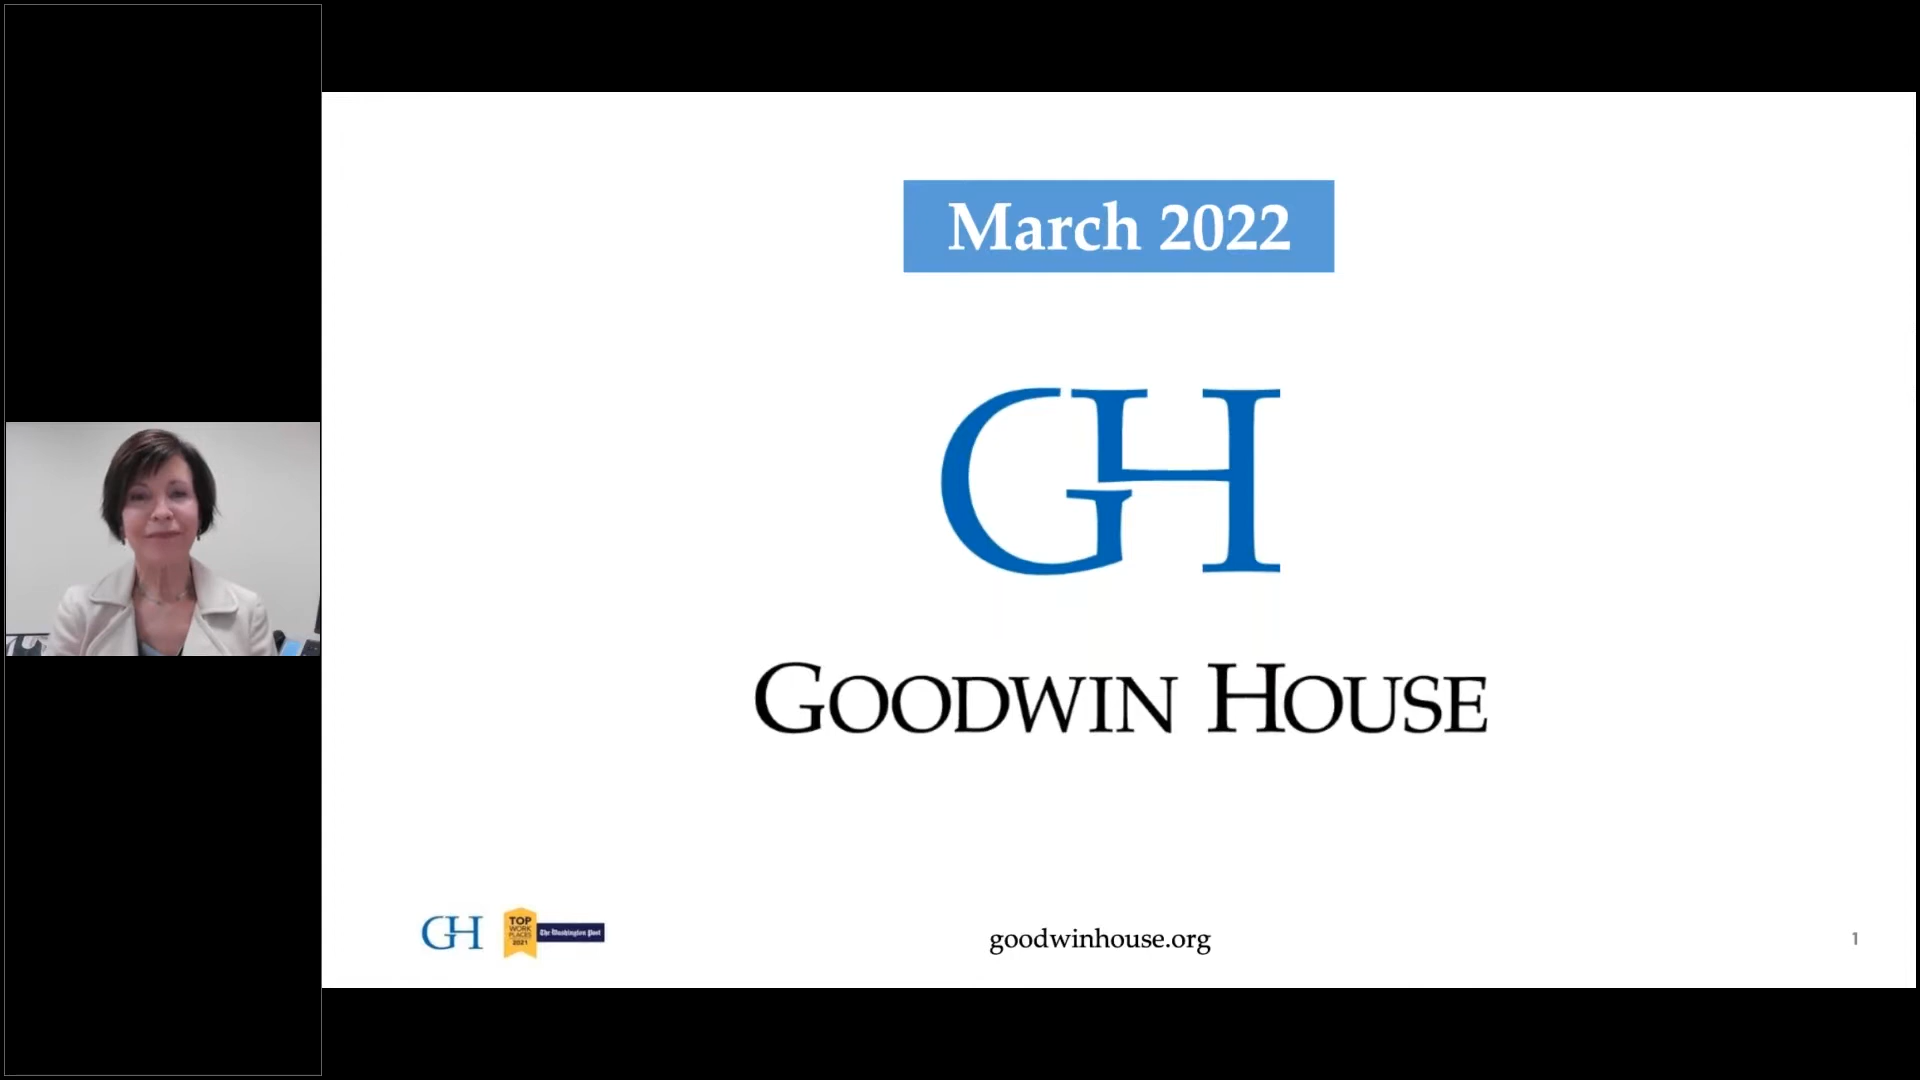 March 2022
GH
GOODWIN HOUSE
GH
TOP
WORK
PLACES
2021
The Washington Post
goodwinhouse.org
1